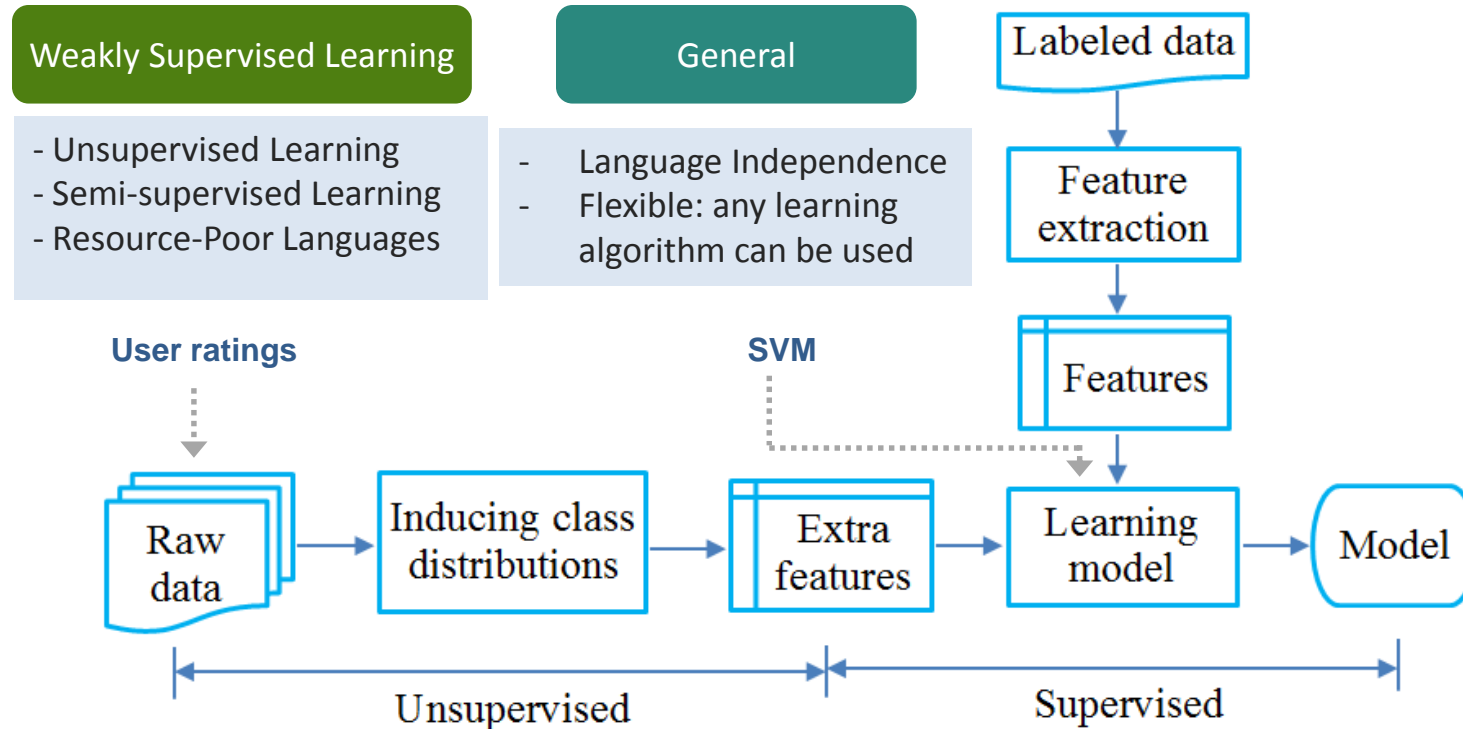 Weakly Supervised Learning
- Unsupervised Learning
- Semi-supervised Learning
- Resource-Poor Languages
General
- Language Independence
- Flexible: any learning
algorithm can be used
Labeled data
Feature
extraction
Features
User ratings
SVM
Raw
data
Inducing class
distributions
Extra
features
Learning
model
Model
Unsupervised
Supervised